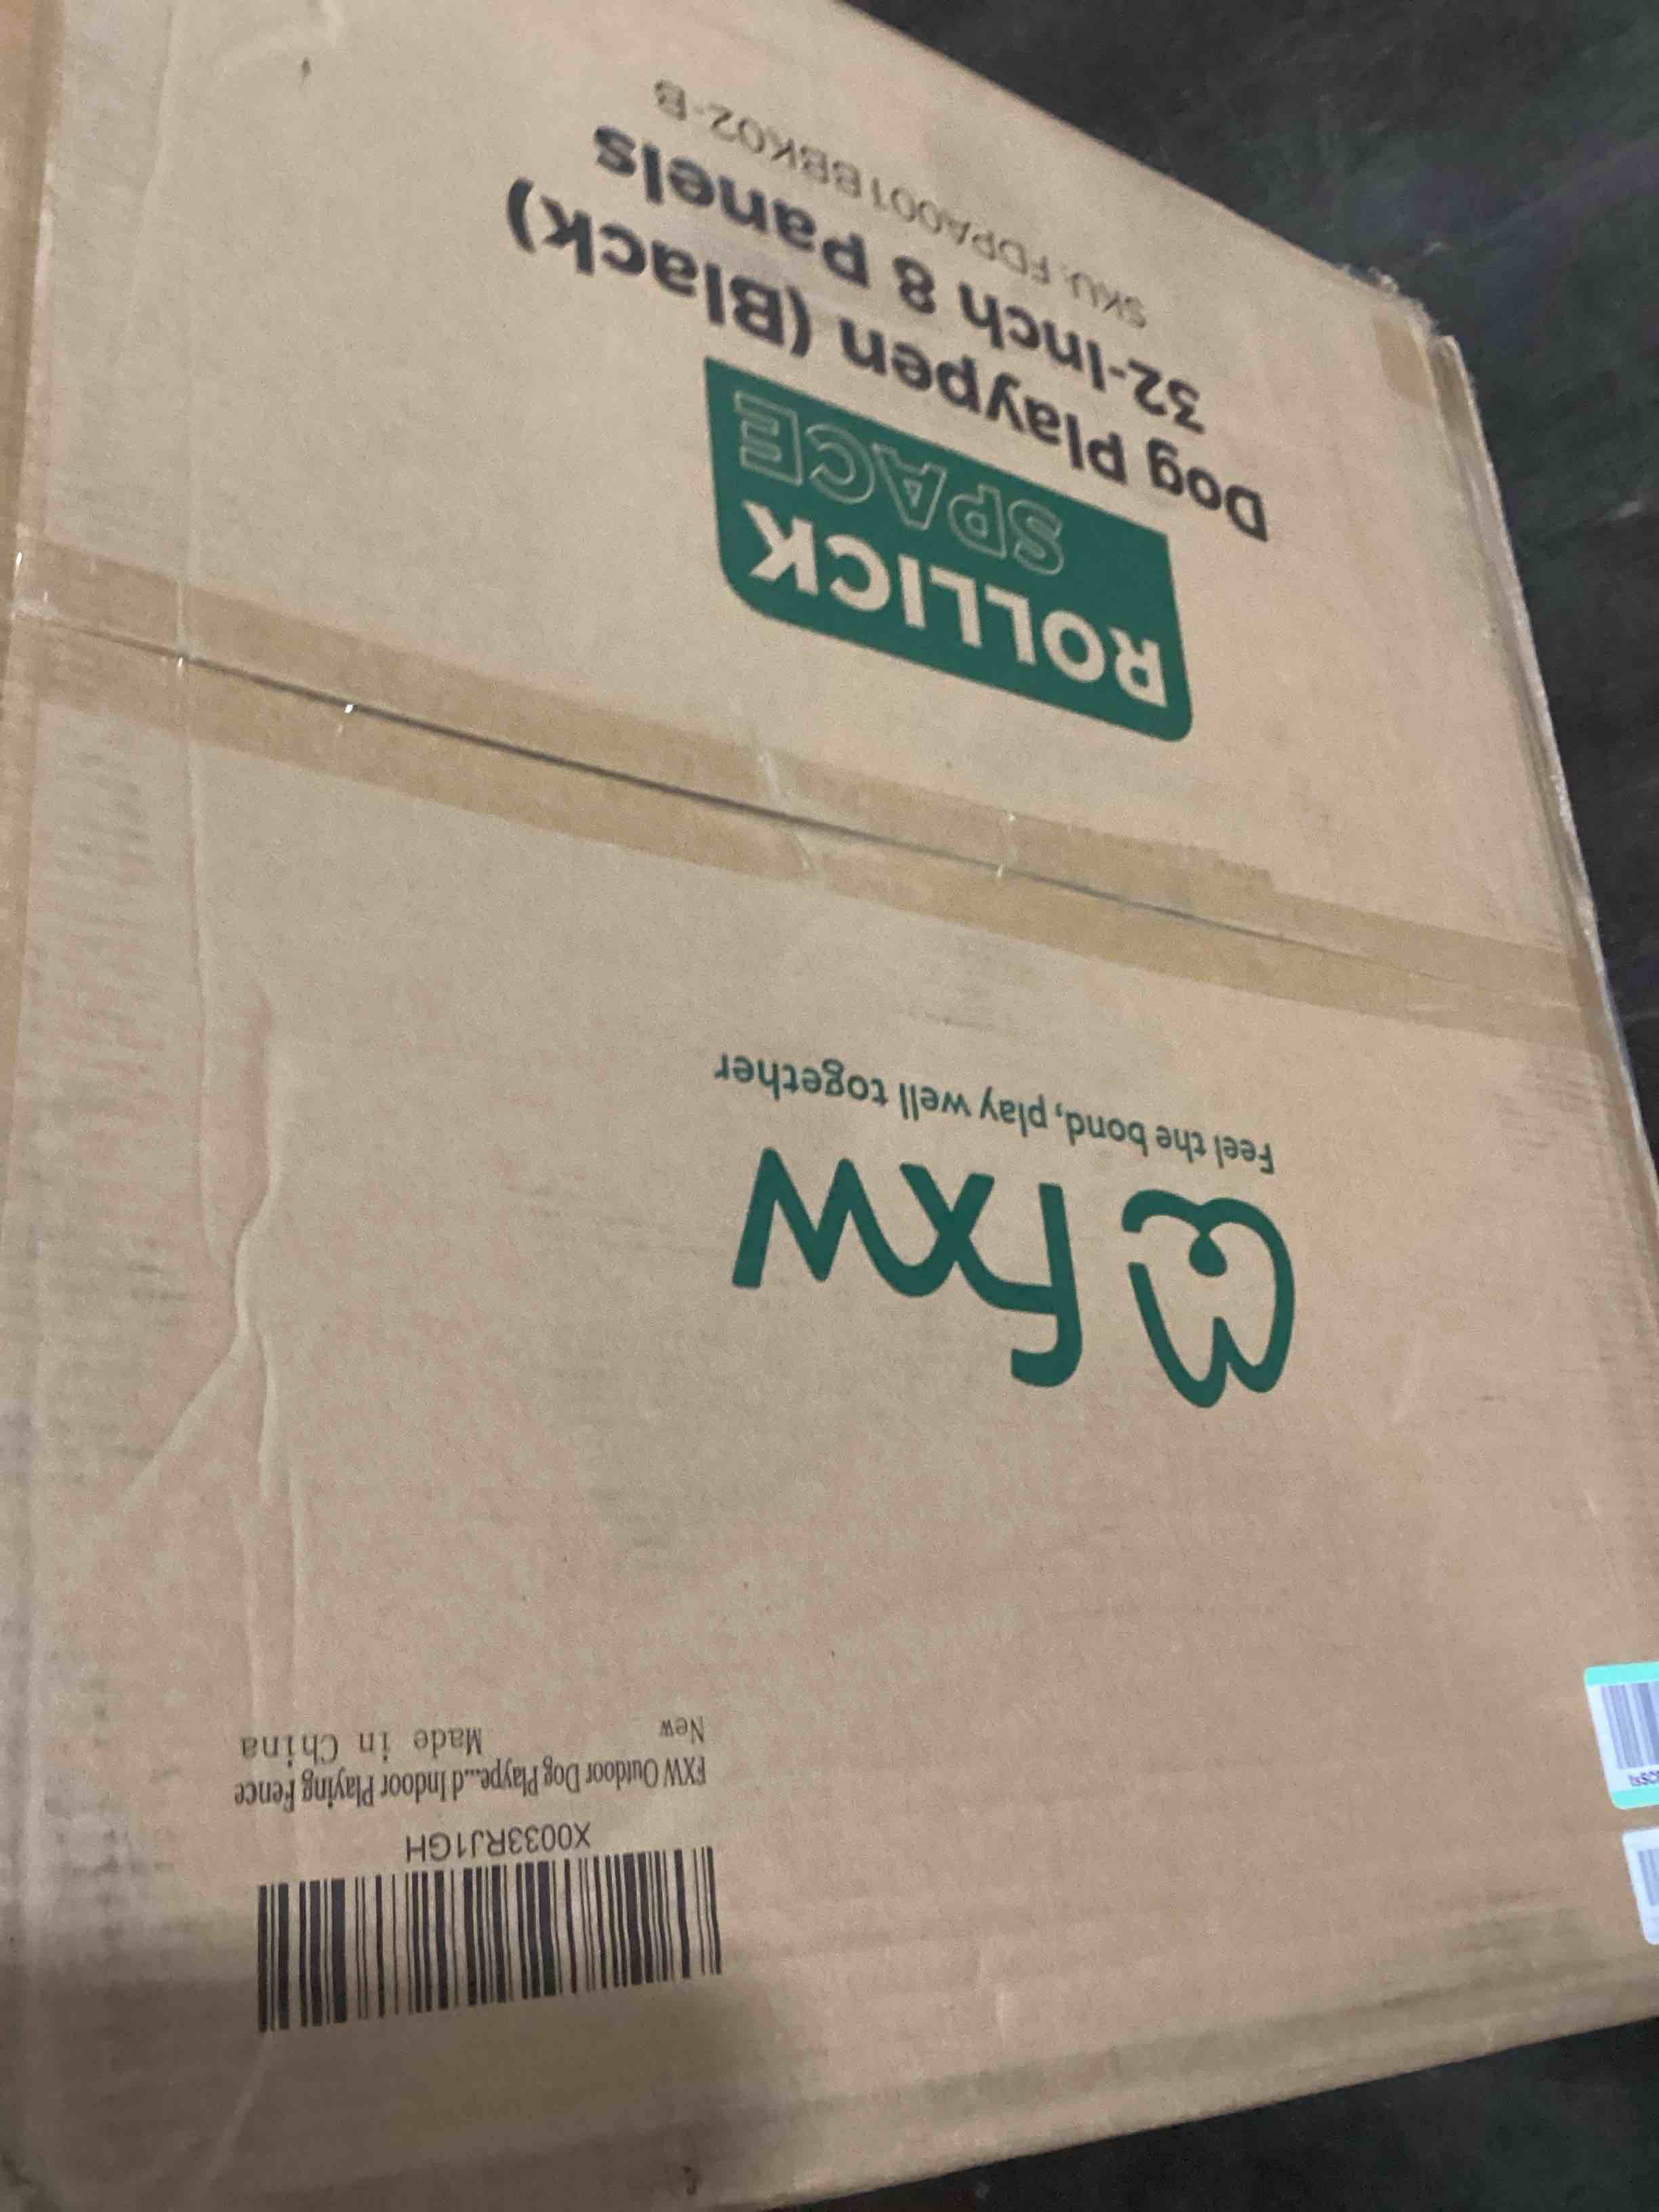 X0033RJ1GH
FXW Outdoor Dog Plaype...d Indoor Playing Fence
New Made in China
FXW
Feel the bond, play well together
ROLLICK
SPACE
Dog Playpen (Black)
32-Inch 8 Panels
SKU: FDPA001BBK02-B